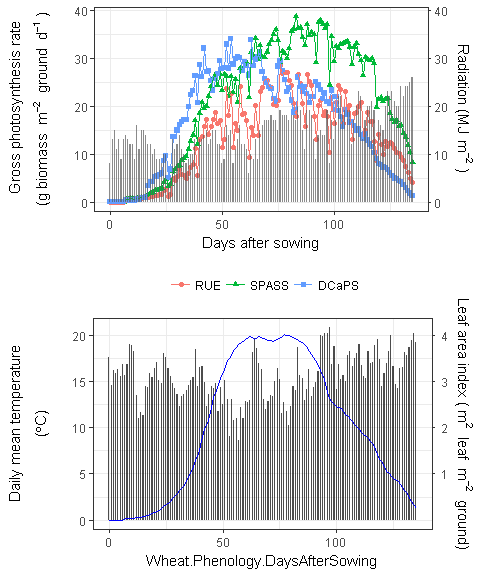 Gross photosynthesis rate
(g biomass m⁻² ground d⁻¹)
40
30
20
10
0
40
30
20
10
0
Radiation (MJ m⁻²)
0
50
100
Days after sowing
RUE
SPASS
DCaPS
Daily mean temperature
(°C)
20
15
10
5
0
4
3
2
1
Leaf area index ( m² leaf m⁻² ground)
0
50
100
Wheat.Phenology.DaysAfterSowing